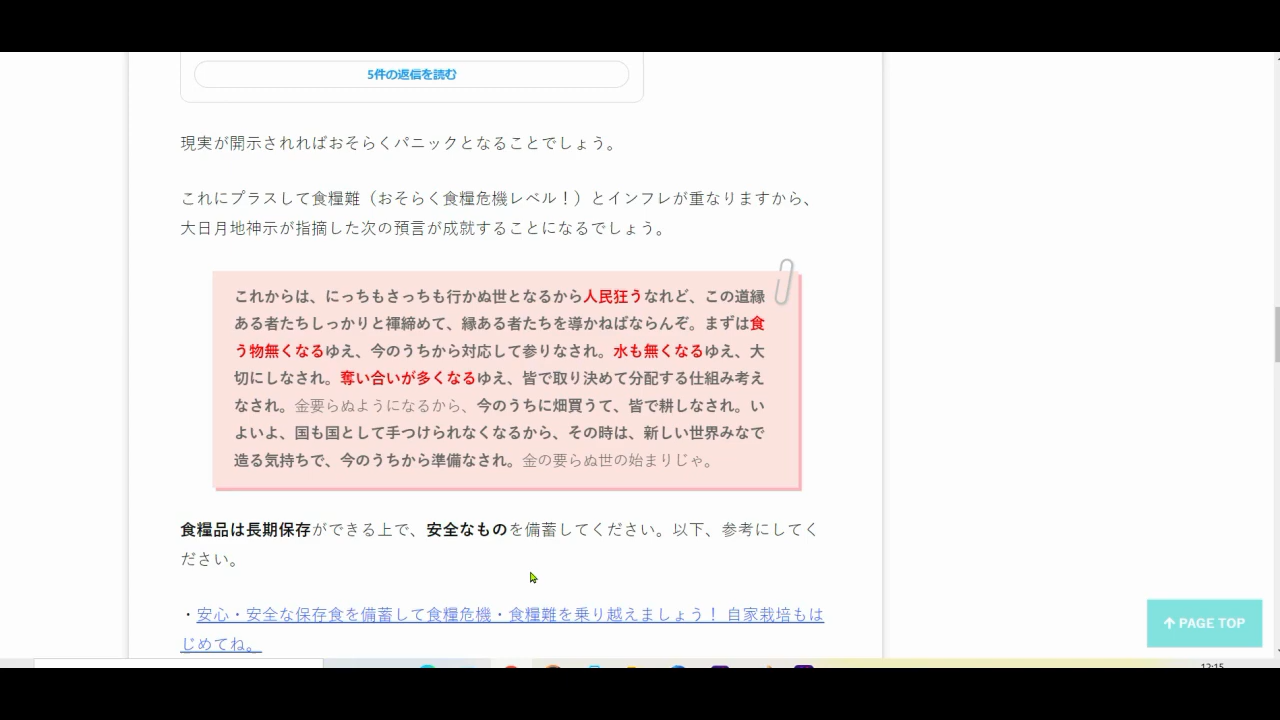 5件の返信を読む
現実が開示されればおそらくパニックとなることでしょう。
これにプラスして食糧難（おそらく食糧危機レベル！）とインフレが重なりますから、
大日月地神示が指摘した次の預言が成就することになるでしょう。
これからは、にっちもさっちも行かぬ世となるから人民狂うなれど、この道縁
ある者たちしっかりと褌締めて、縁ある者たちを導かねばならんぞ。まずは食
う物無くなるゆえ、今のうちから対応して参りなされ。水も無くなるゆえ、大
切にしなされ。奪い合いが多くなるゆえ、皆で取り決めて分配する仕組み考え
なされ。金要らぬようになるから、今のうちに畑買うて、皆で耕しなされ。い
よいよ、国も国として手つけられなくなるから、その時は、新しい世界みなで
造る気持ちで、今のうちから準備なされ。金の要らぬ世の始まりじゃ。
食糧品は長期保存ができる上で、安全なものを備蓄してください。以下、参考にしてく
ださい。
・安心・安全な保存食を備蓄して食糧危機・食糧難を乗り越えましょう！ 自家栽培もは
じめてね。
↑ PAGE TOP
12:15